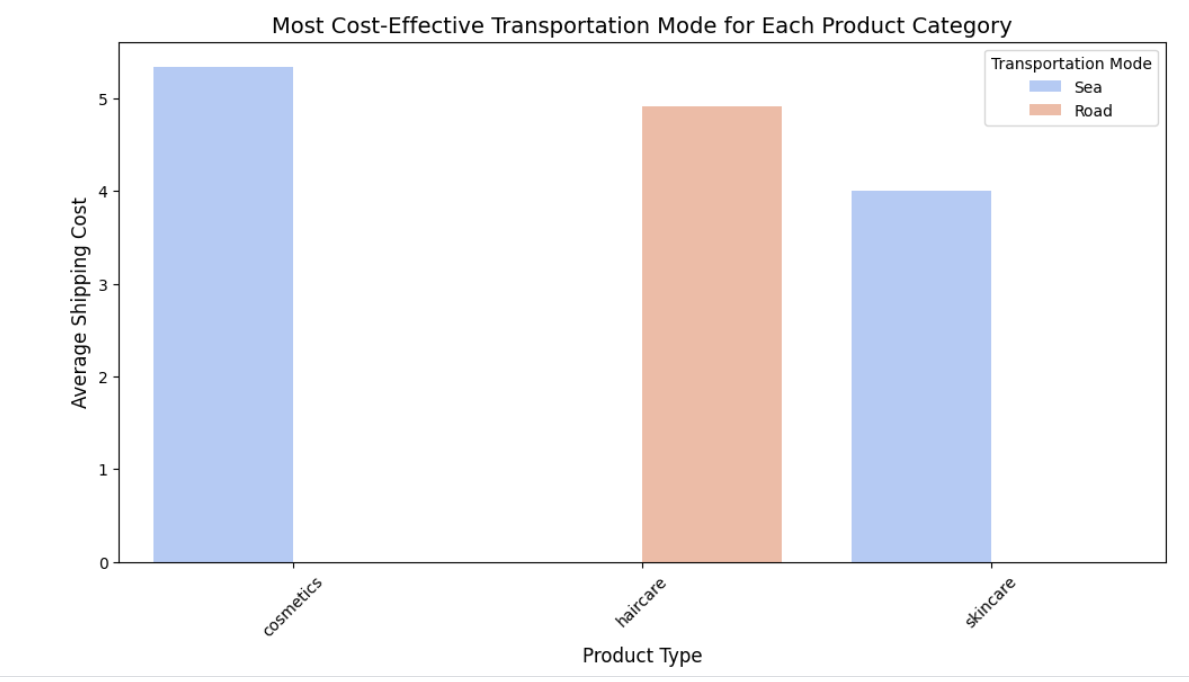 Most Cost-Effective Transportation Mode for Each Product Category
Transportation Mode
Sea
Road
Average Shipping Cost
5
4
3
2
1
0
cosmetics
haircare
skincare
Product Type